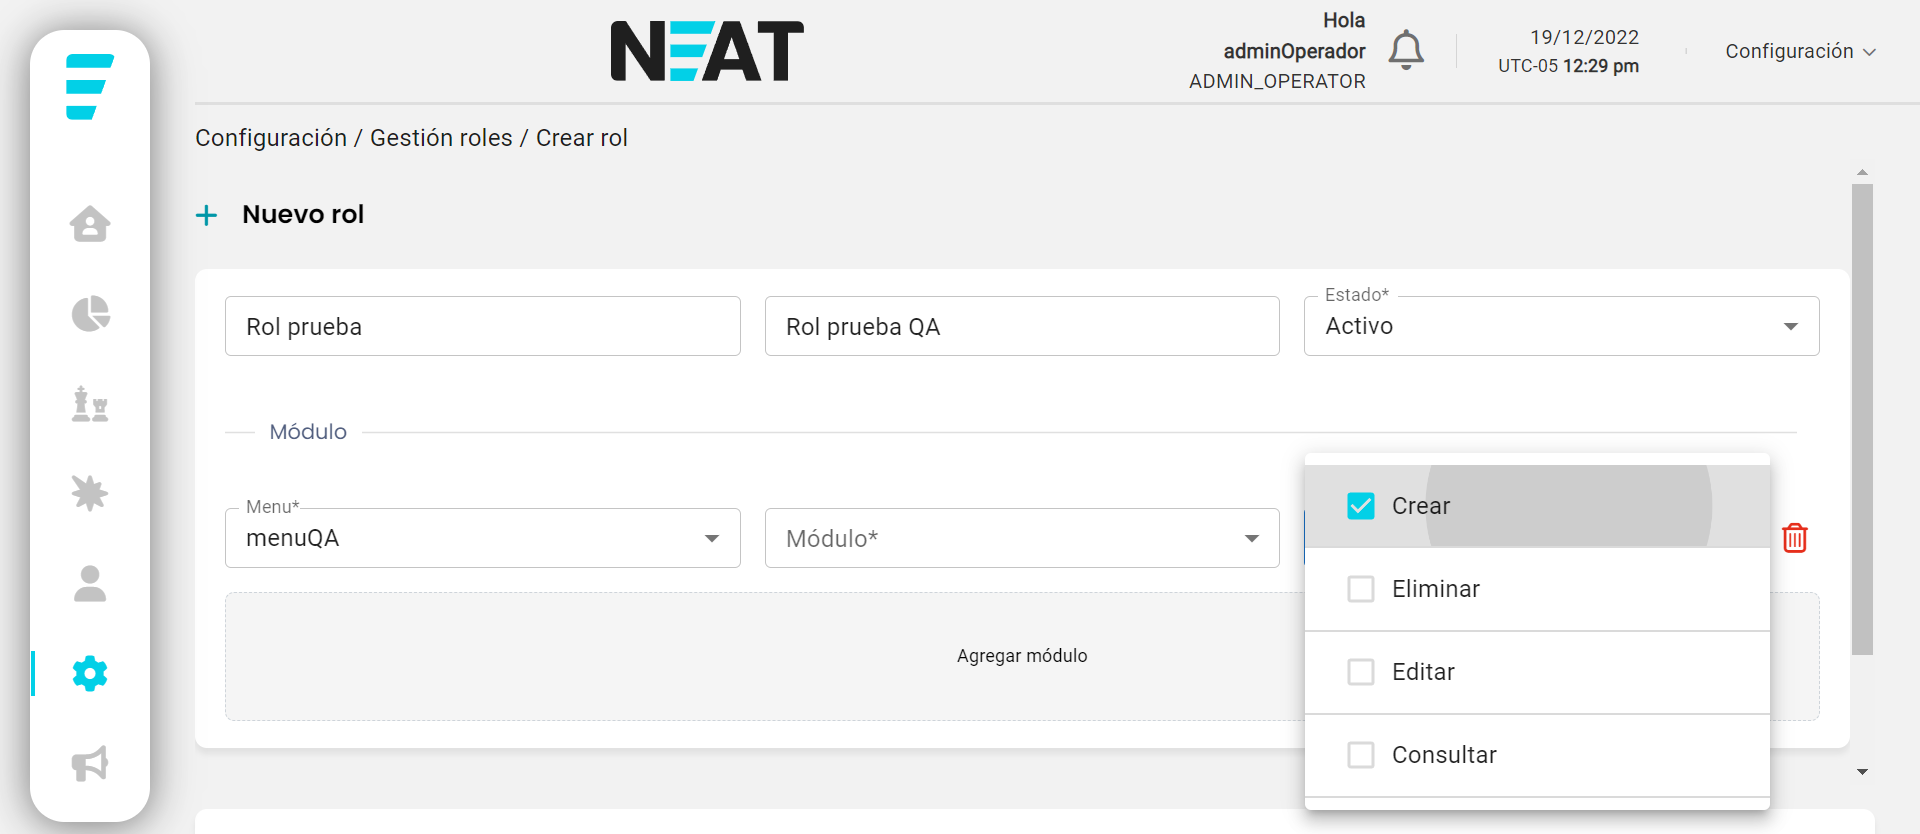 NEAT
Hola
adminOperador
ADMIN_OPERATOR
19/12/2022
UTC-05 12:29 pm
Configuración
Configuración / Gestión roles / Crear rol
Nuevo rol
Rol prueba
Rol prueba QA
Estado*
Activo
Módulo
Menu*
menuQA
Módulo*
Crear
Eliminar
Editar
Consultar
Agregar módulo